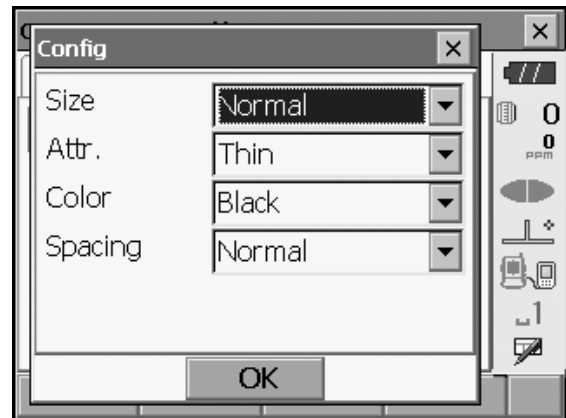 Config
Size Normal
Attr. Thin
Color Black
Spacing Normal
OK
0
0
PPM
1